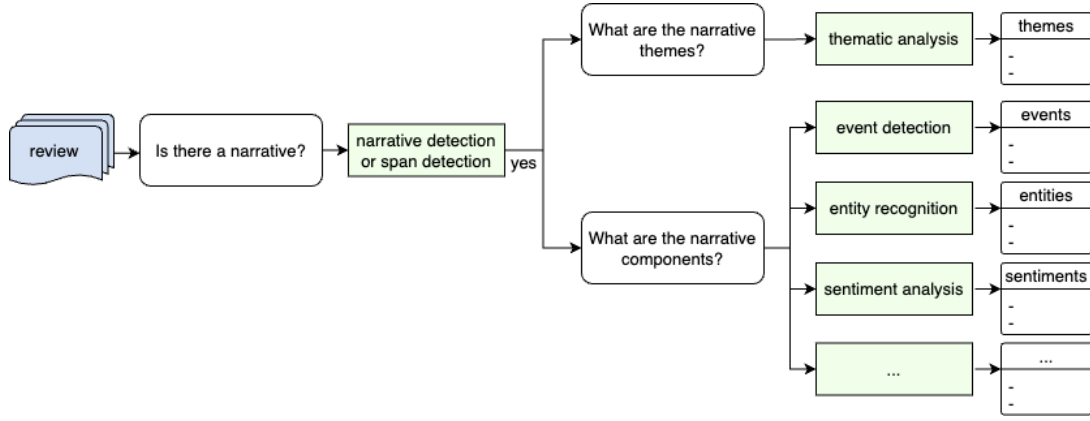 review
Is there a narrative?
narrative detection
or span detection
yes
What are the narrative
themes?
thematic analysis
themes
-
-
What are the narrative
components?
event detection
events
-
-
entity recognition
entities
-
-
sentiment analysis
sentiments
-
-
...
...
-
-